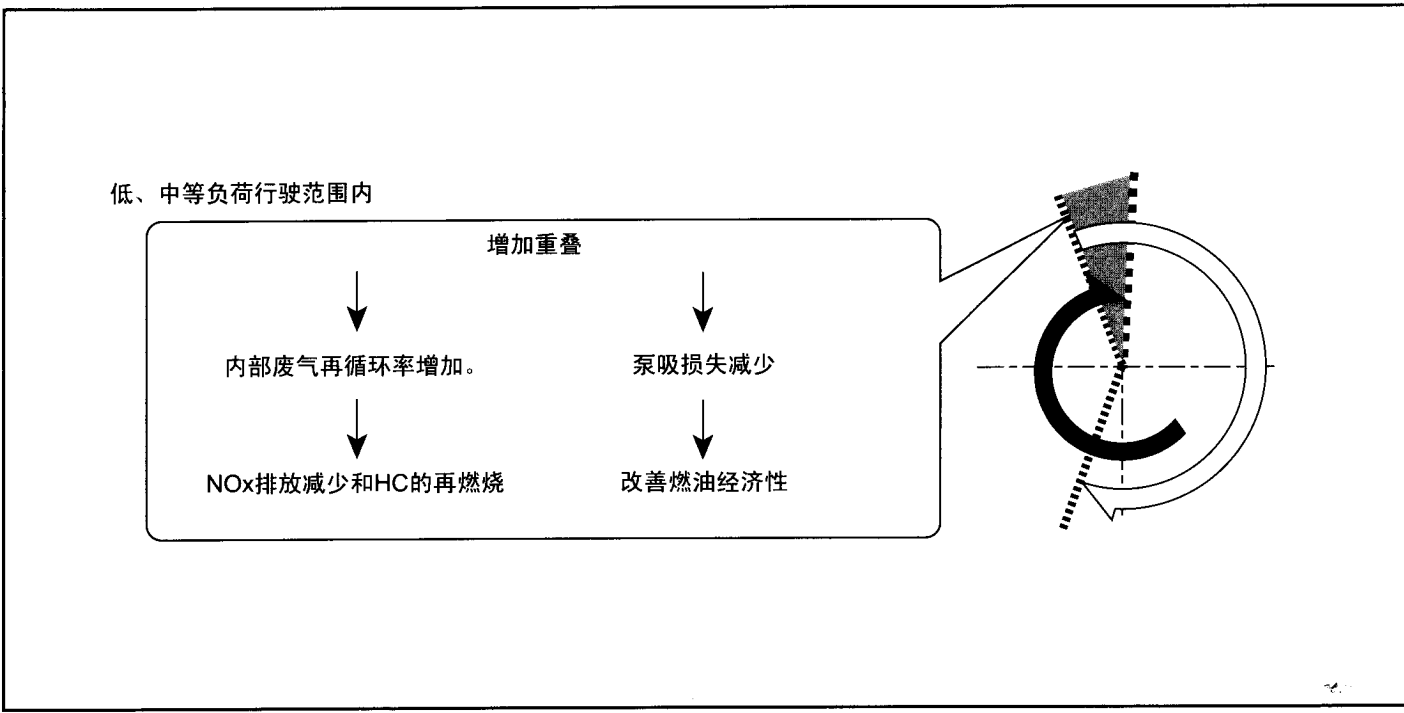 低、中等负荷行驶范围内
增加重叠
内部废气再循环率增加。
泵吸损失减少
NOx排放减少和HC的再燃烧
改善燃油经济性